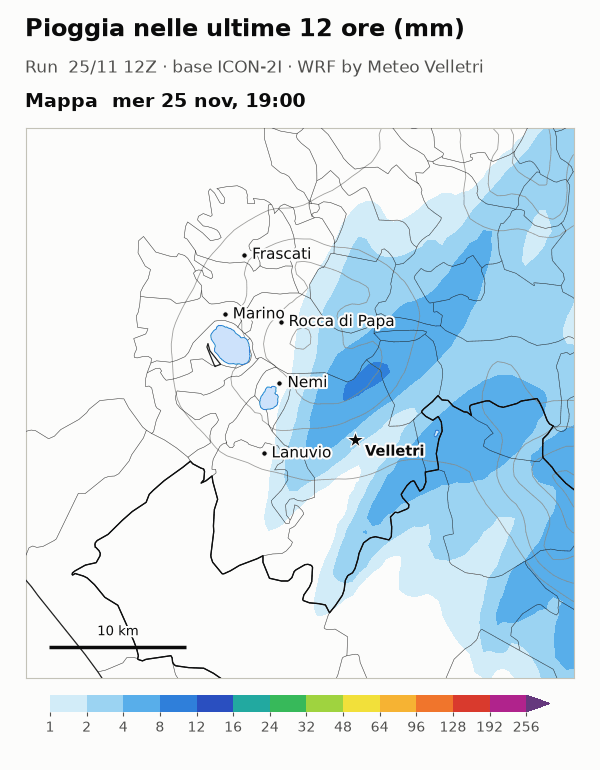 Pioggia nelle ultime 12 ore (mm)
Run 25/11 12Z · base ICON-2I · WRF by Meteo Velletri
Mappa mer 25 nov, 19:00
Frascati
Marino
Rocca di Papa
Nemi
Velletri
Lanuvio
10 km
1 2 4 8 12 16 24 32 48 64 96 128 192 256